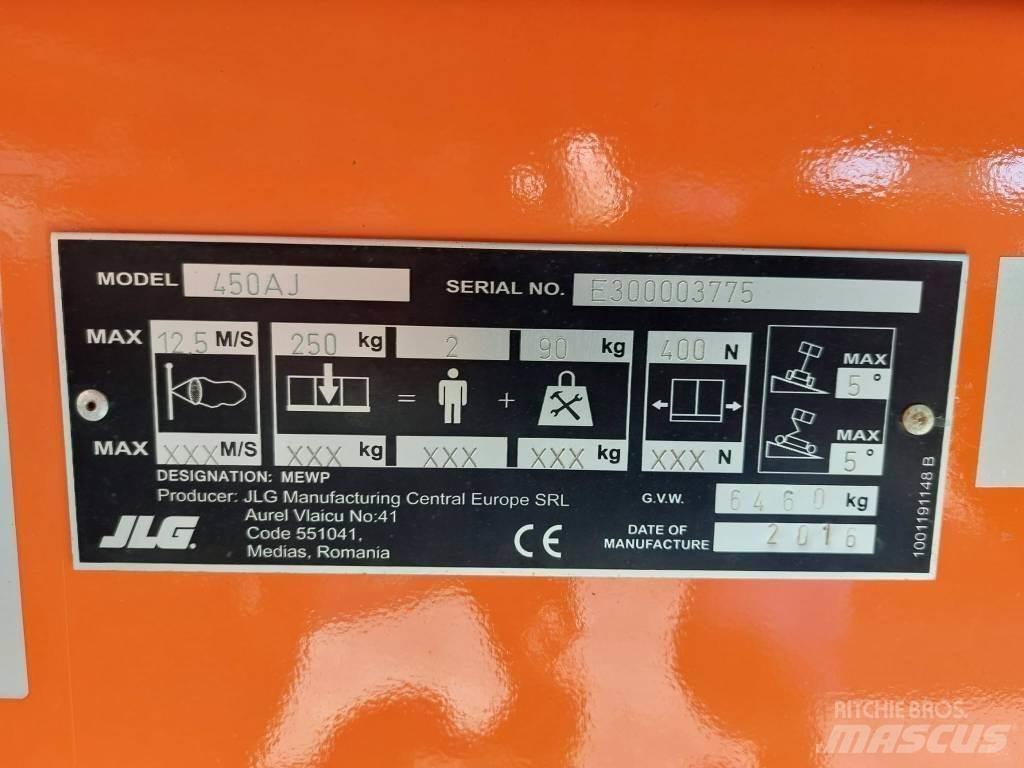 MODEL 450AJ SERIAL NO. E300003775
MAX 12.5 M/S 250 kg 2 90 kg 400 N MAX 5°
= +
MAX XXX M/S XXX kg XXX XXX kg XXX N MAX 5°
DESIGNATION: MEWP
Producer: JLG Manufacturing Central Europe SRL
Aurel Vlaicu No:41
Code 551041,
Medias, Romania
JLG.
CE
G.V.W. 6460 kg
DATE OF
MANUFACTURE 2016
1001191148 B
RITCHIE BROS.
MASCUS